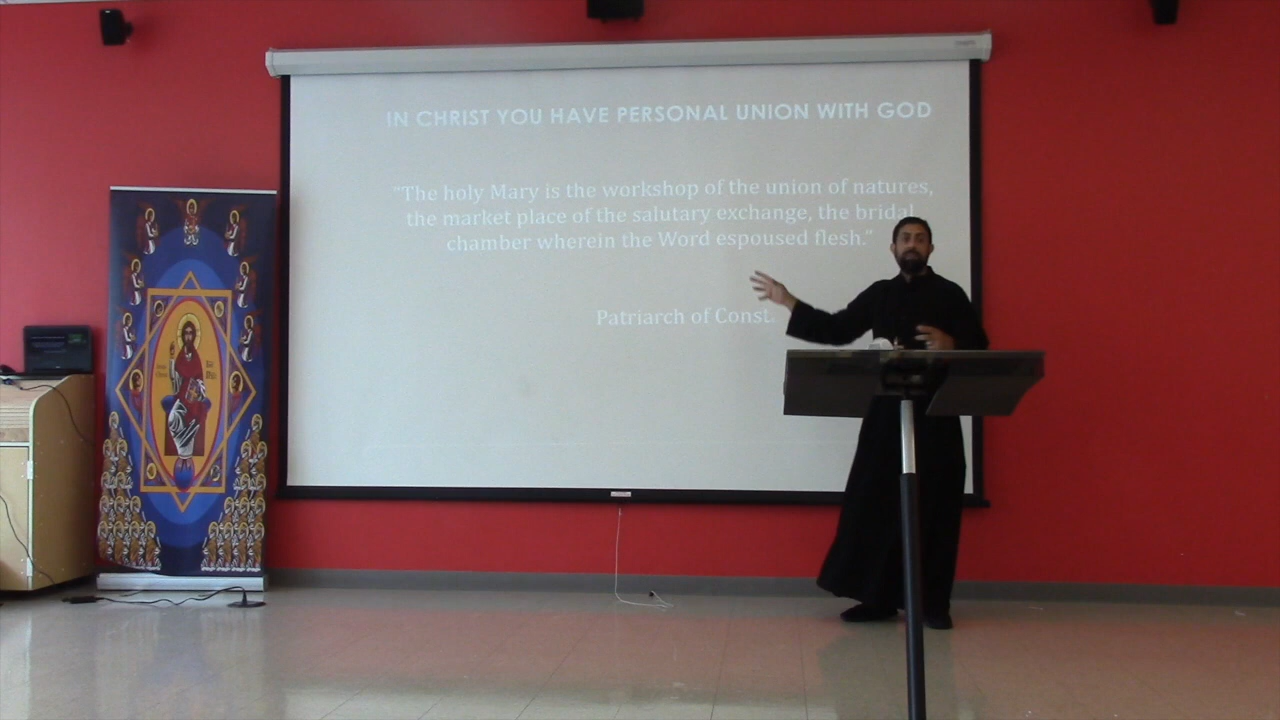 IN CHRIST YOU HAVE PERSONAL UNION WITH GOD
“The holy Mary is the workshop of the union of natures,
the market place of the salutary exchange, the bridal
chamber wherein the Word espoused flesh.”
Patriarch of Const.